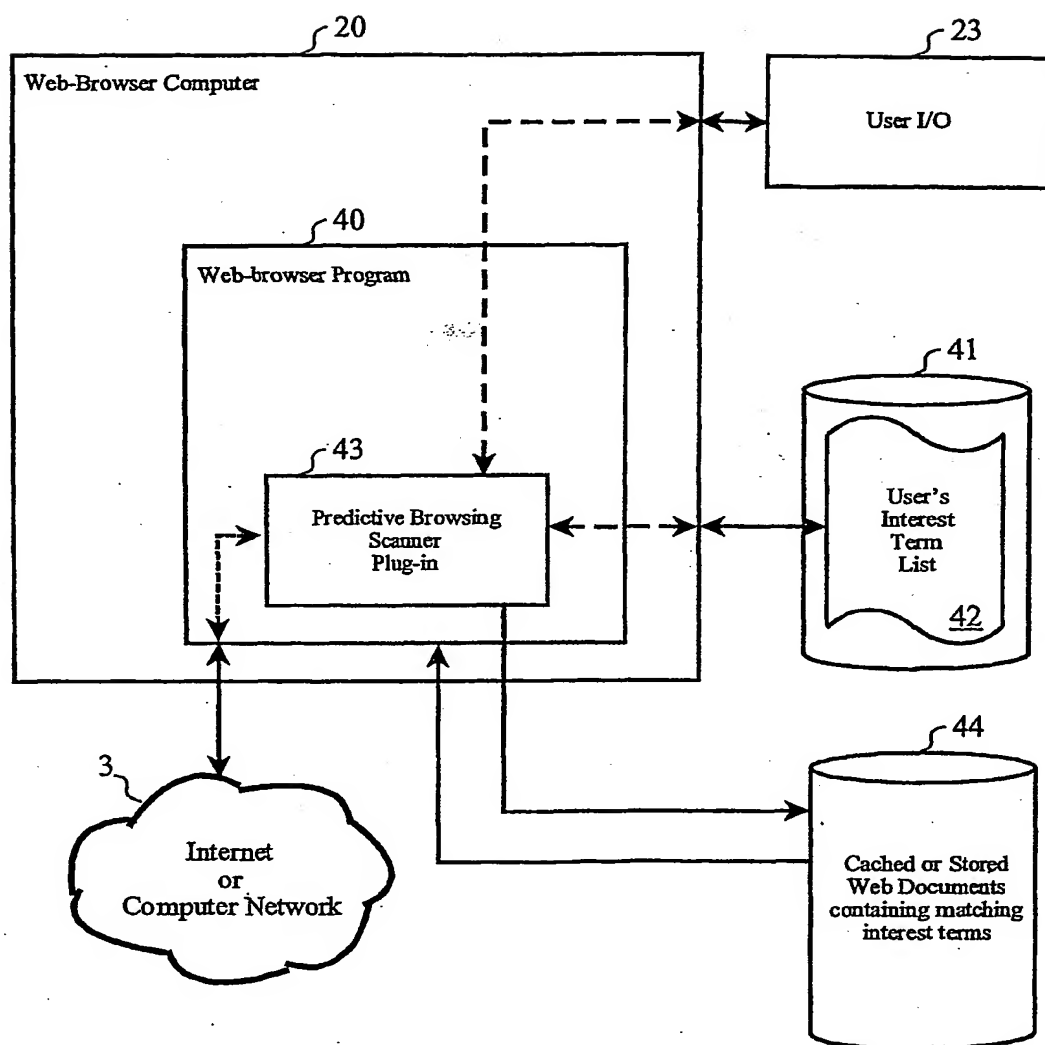 20
23
Web-Browser Computer
User I/O
40
Web-browser Program
41
43
Predictive Browsing
Scanner
Plug-in
User's
Interest
Term
List
42
44
3
Internet
or
Computer Network
Cached or Stored
Web Documents
containing matching
interest terms